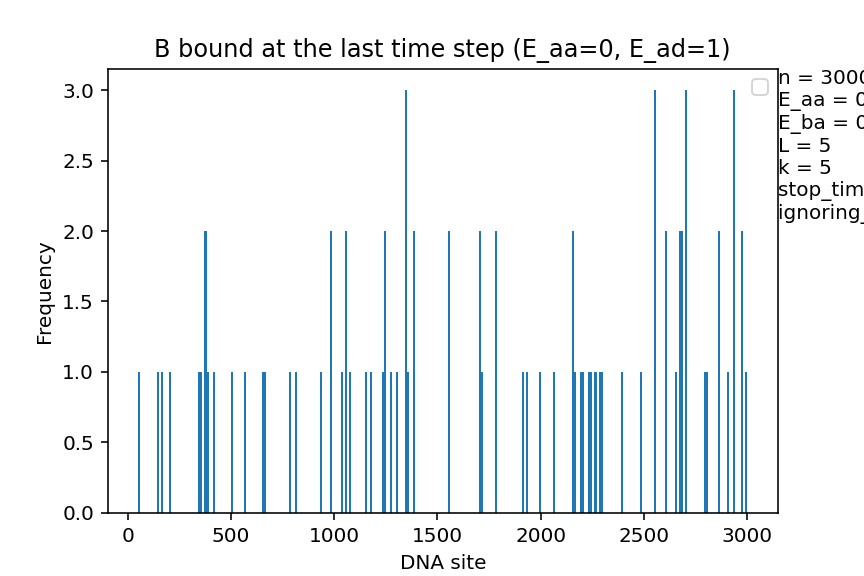 B bound at the last time step (E_aa=0, E_ad=1)
n = 3000
E_aa = 0
E_ba = 0
L = 5
k = 5
stop_tim
ignoring_
3.0
2.5
2.0
1.5
1.0
0.5
0.0
Frequency
0 500 1000 1500 2000 2500 3000
DNA site